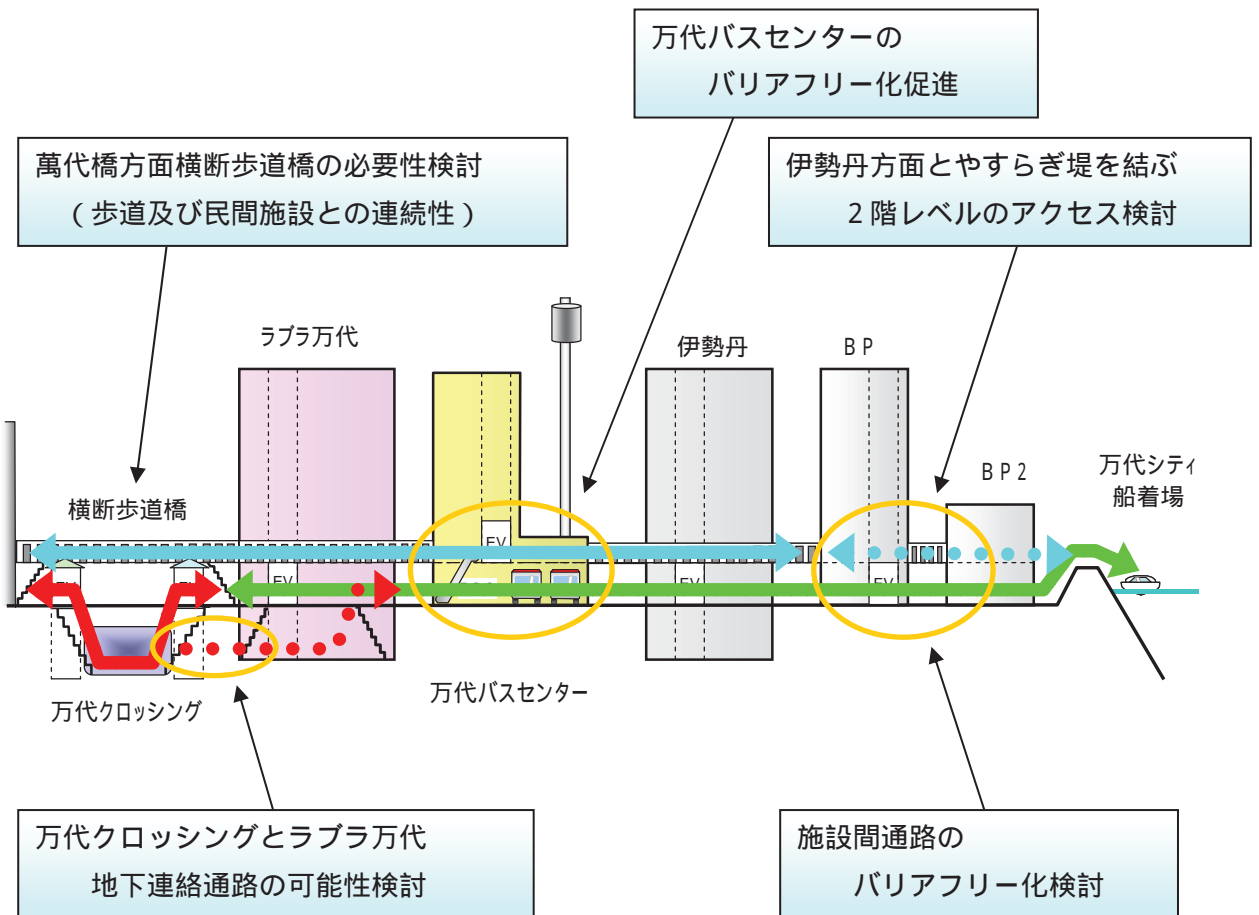 万代バスセンターの
バリアフリー化促進
萬代橋方面横断歩道橋の必要性検討
(歩道及び民間施設との連続性)
伊勢丹方面とやすらぎ堤を結ぶ
2階レベルのアクセス検討
ラブラ万代
伊勢丹
BP
BP2
万代シティ
船着場
横断歩道橋
EV
EV
EV
EV
万代クロッシング
万代バスセンター
万代クロッシングとラブラ万代
地下連絡通路の可能性検討
施設間通路の
バリアフリー化検討